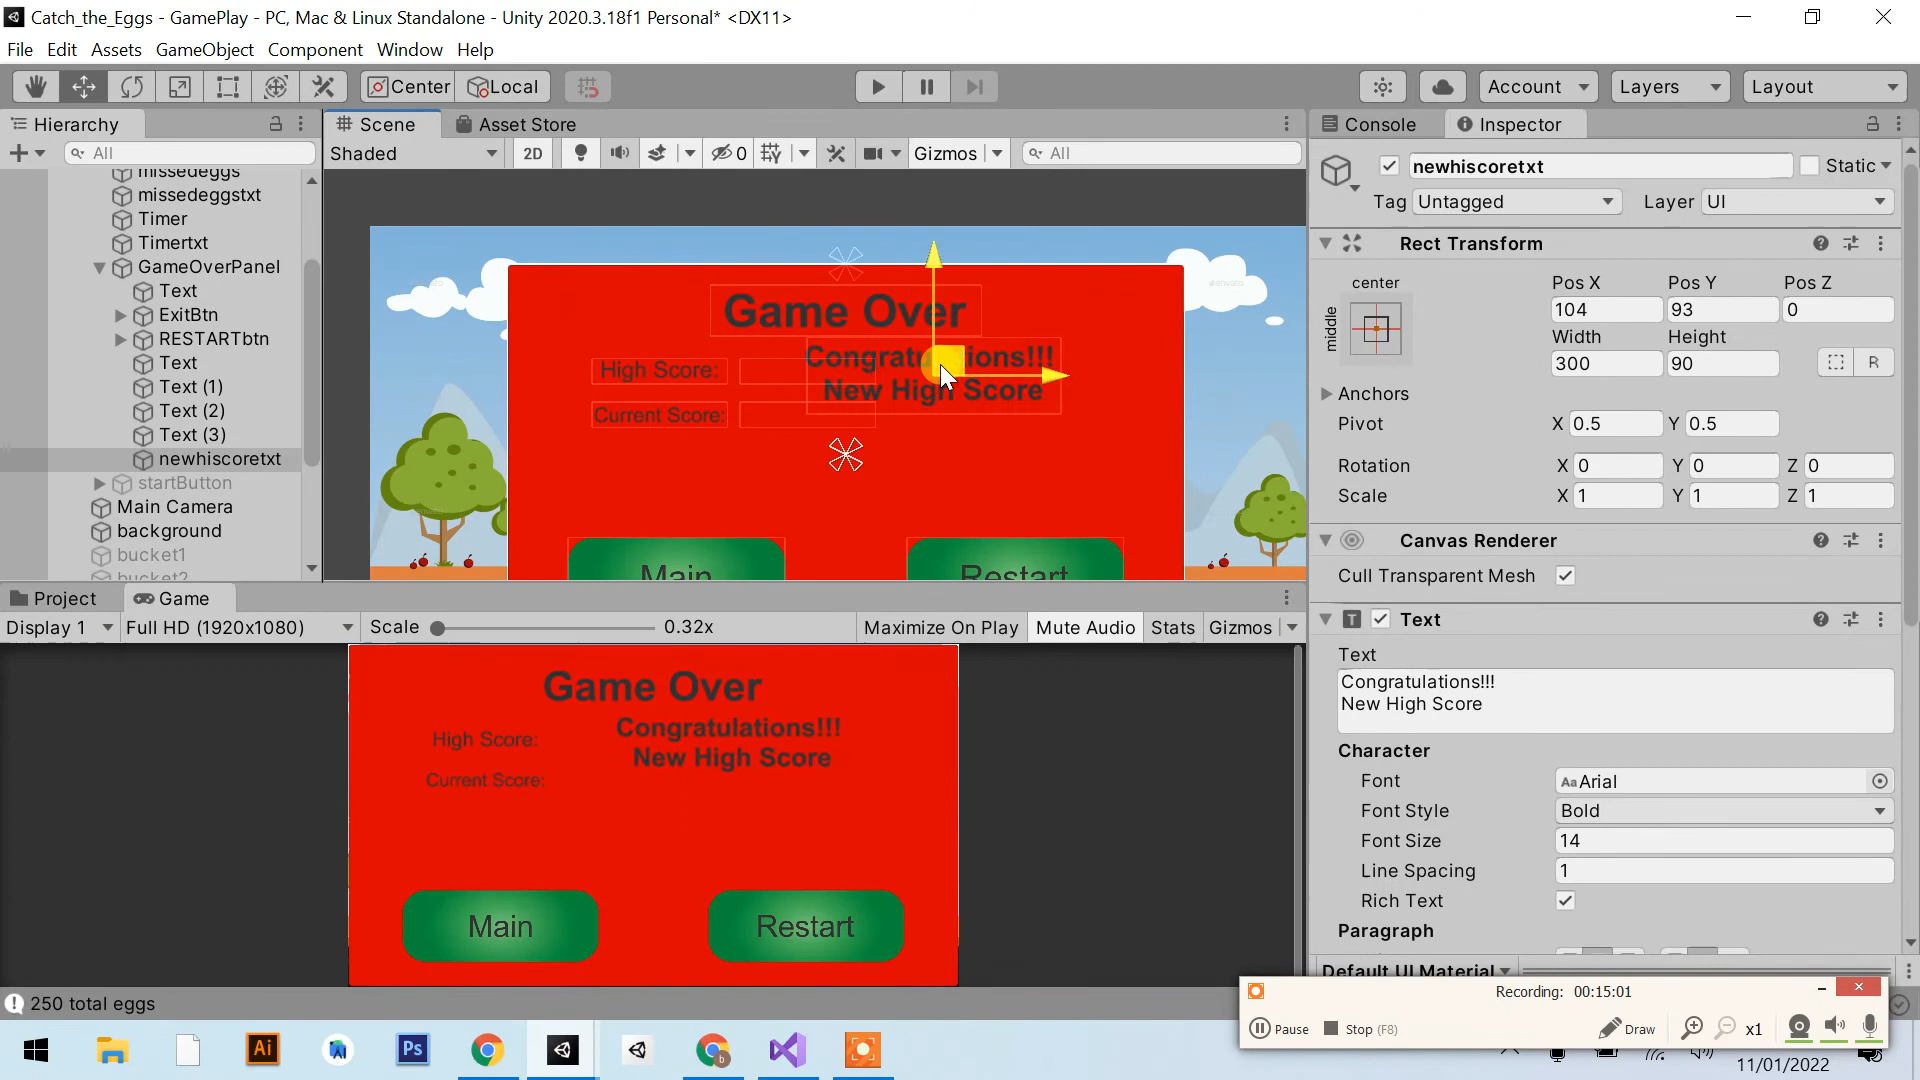 Catch_the_Eggs - GamePlay - PC, Mac & Linux Standalone - Unity 2020.3.18f1 Personal* <DX11>
File Edit Assets GameObject Component Window Help
Center Local Account Layers Layout
Hierarchy Scene Asset Store Console Inspector
All Shaded 2D 0 Gizmos All
newhiscoretxt Static
Tag Untagged Layer UI
missedeggs
missedeggstxt
Timer
Timertxt
GameOverPanel
Text
ExitBtn
RESTARTbtn
Text
Text (1)
Text (2)
Text (3)
newhiscoretxt
startButton
Main Camera
background
bucket1
bucket2
Game Over
Congratulations!!!
High Score:
New High Score
Current Score:
Main Restart
Rect Transform
center Pos X Pos Y Pos Z
middle 104 93 0
Width Height
300 90 R
Anchors
Pivot X 0.5 Y 0.5
Rotation X 0 Y 0 Z 0
Scale X 1 Y 1 Z 1
Canvas Renderer
Cull Transparent Mesh
Text
Text
Congratulations!!!
New High Score
Character
Font Aa Arial
Font Style Bold
Font Size 14
Line Spacing 1
Rich Text
Paragraph
Default UI Material
Project Game
Display 1 Full HD (1920x1080) Scale 0.32x Maximize On Play Mute Audio Stats Gizmos
Game Over
Congratulations!!!
High Score:
New High Score
Current Score:
Main Restart
250 total eggs
Recording: 00:15:01
Pause Stop (F8) Draw x1
Ai Ps b
11/01/2022